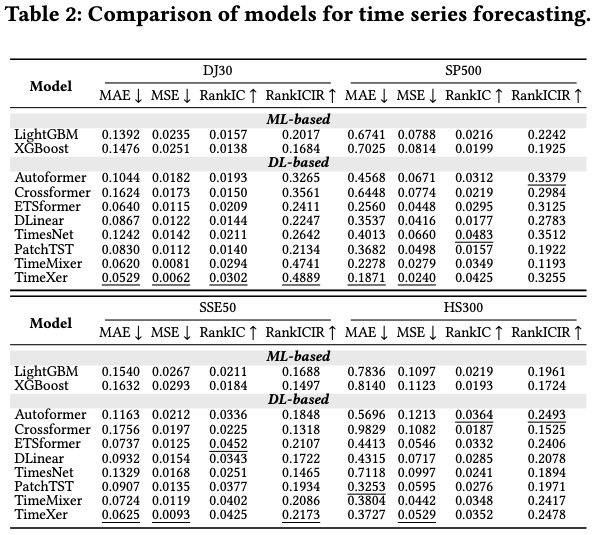 Table 2: Comparison of models for time series forecasting.
Model DJ30 SP500
MAE ↓ MSE ↓ RankIC ↑ RankICIR ↑ MAE ↓ MSE ↓ RankIC ↑ RankICIR ↑
ML-based
LightGBM 0.1392 0.0235 0.0157 0.2017 0.6741 0.0788 0.0216 0.2242
XGBoost 0.1476 0.0251 0.0138 0.1684 0.7025 0.0814 0.0199 0.1925
DL-based
Autoformer 0.1044 0.0182 0.0193 0.3265 0.4568 0.0671 0.0312 0.3379
Crossformer 0.1624 0.0173 0.0150 0.3561 0.6448 0.0774 0.0219 0.2984
ETSformer 0.0640 0.0115 0.0209 0.2411 0.2560 0.0448 0.0295 0.3125
DLinear 0.0867 0.0122 0.0144 0.2247 0.3537 0.0416 0.0177 0.2783
TimesNet 0.1242 0.0142 0.0211 0.2642 0.4013 0.0660 0.0483 0.3512
PatchTST 0.0830 0.0112 0.0140 0.2134 0.3682 0.0498 0.0157 0.1922
TimeMixer 0.0620 0.0081 0.0294 0.4741 0.2278 0.0279 0.0349 0.1193
TimeXer 0.0529 0.0062 0.0302 0.4889 0.1871 0.0240 0.0425 0.3255
Model SSE50 HS300
MAE ↓ MSE ↓ RankIC ↑ RankICIR ↑ MAE ↓ MSE ↓ RankIC ↑ RankICIR ↑
ML-based
LightGBM 0.1540 0.0267 0.0211 0.1688 0.7836 0.1097 0.0219 0.1961
XGBoost 0.1632 0.0293 0.0184 0.1497 0.8140 0.1123 0.0193 0.1724
DL-based
Autoformer 0.1163 0.0212 0.0336 0.1848 0.5696 0.1213 0.0364 0.2493
Crossformer 0.1756 0.0197 0.0225 0.1318 0.9829 0.1082 0.0187 0.1525
ETSformer 0.0737 0.0125 0.0452 0.2107 0.4413 0.0546 0.0332 0.2406
DLinear 0.0932 0.0154 0.0343 0.1722 0.4315 0.0717 0.0285 0.2078
TimesNet 0.1329 0.0168 0.0251 0.1465 0.7118 0.0997 0.0241 0.1894
PatchTST 0.0907 0.0135 0.0377 0.1934 0.3253 0.0595 0.0276 0.1971
TimeMixer 0.0724 0.0119 0.0402 0.2086 0.3804 0.0442 0.0348 0.2417
TimeXer 0.0625 0.0093 0.0425 0.2173 0.3727 0.0529 0.0352 0.2478